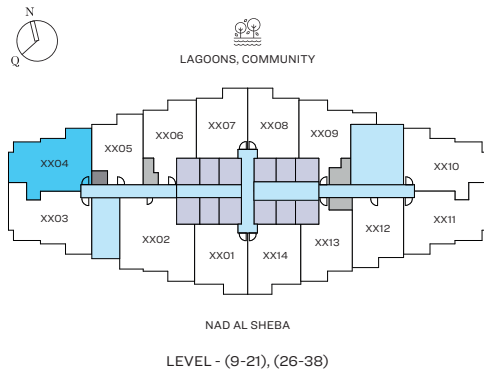 N
Q
LAGOONS, COMMUNITY
XX07 XX08
XX06 XX09
XX05
XX04 XX10
XX03 XX11
XX02 XX12
XX01 XX14 XX13
NAD AL SHEBA
LEVEL - (9-21), (26-38)